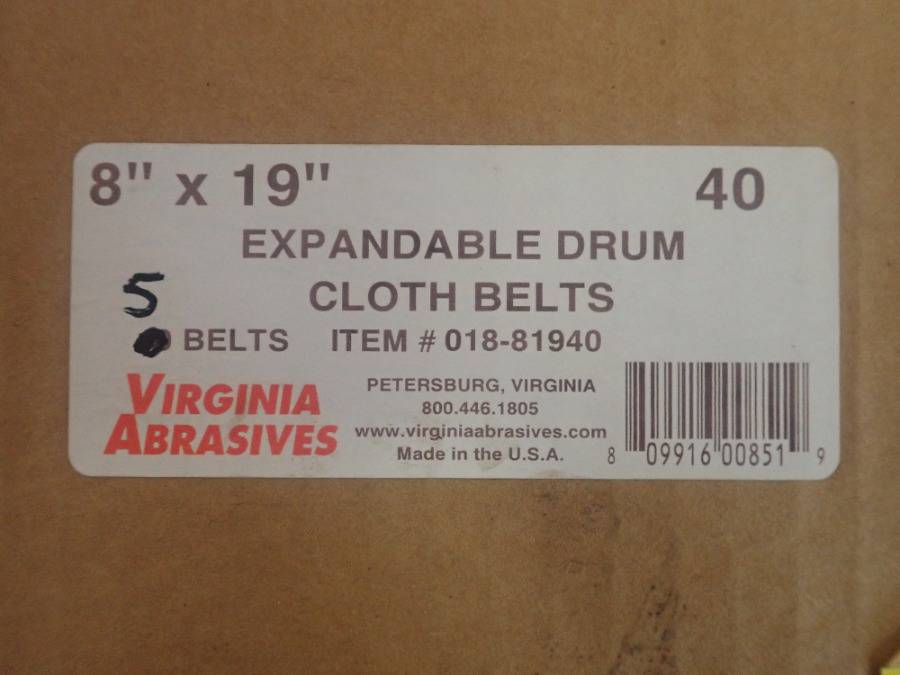 8" x 19" 40
EXPANDABLE DRUM
5 CLOTH BELTS
BELTS ITEM # 018-81940
VIRGINIA
ABRASIVES
PETERSBURG, VIRGINIA
800.446.1805
www.virginiaabrasives.com
Made in the U.S.A.
8 09916 00851 9